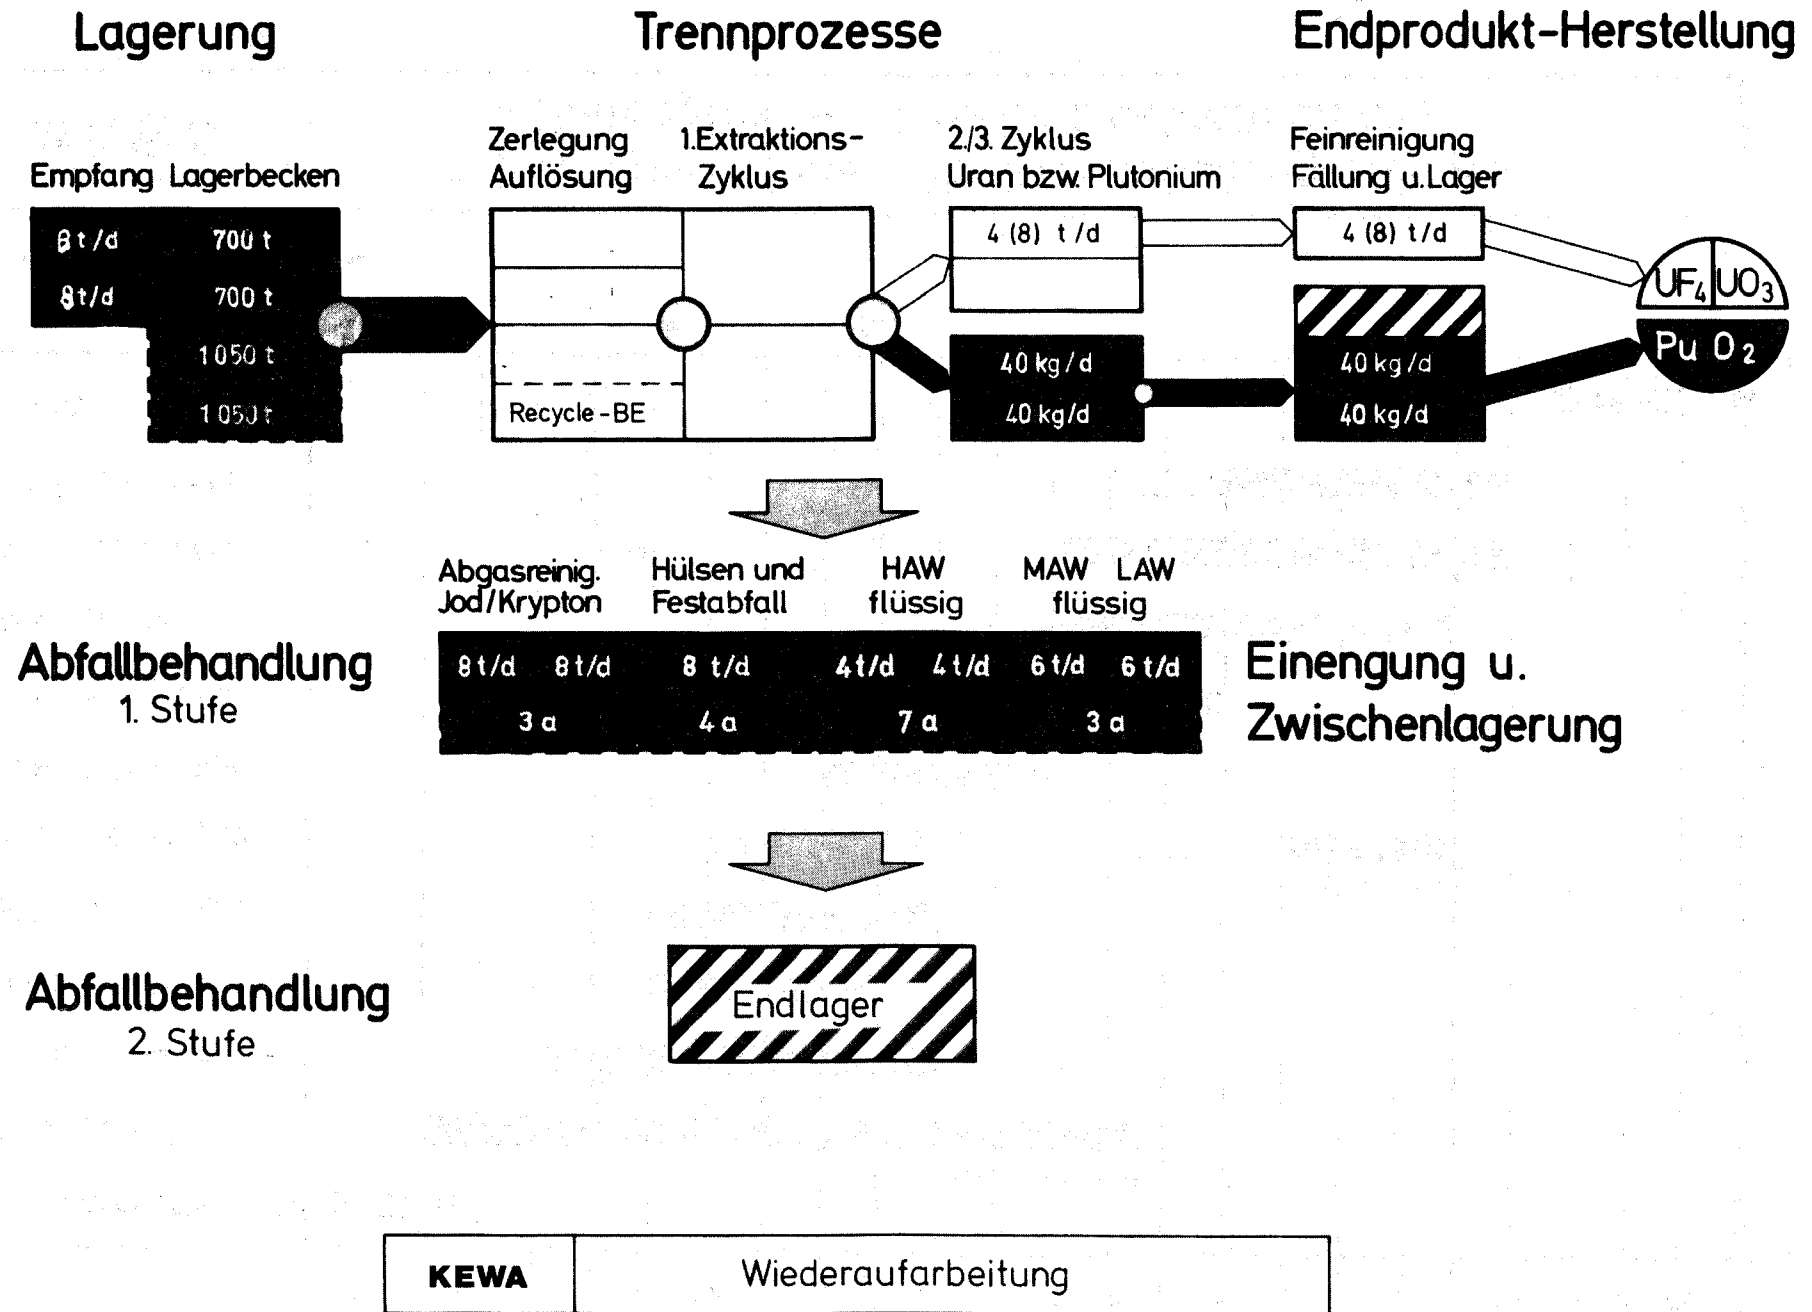 Lagerung
Trennprozesse
Endprodukt-Herstellung
Empfang Lagerbecken
Zerlegung
Auflösung
1.Extraktions-
Zyklus
2./3. Zyklus
Uran bzw. Plutonium
Feinreinigung
Fällung u. Lager
8 t/d 700 t
8 t/d 700 t
1050 t
1050 t
Recycle-BE
4 (8) t/d
40 kg/d
40 kg/d
4 (8) t/d
40 kg/d
40 kg/d
UF4 UO3
Pu O2
Abgasreinig.
Jod/Krypton
Hülsen und
Festabfall
HAW
flüssig
MAW LAW
flüssig
Abfallbehandlung
1. Stufe
8 t/d 8 t/d 8 t/d 4 t/d 4 t/d 6 t/d 6 t/d
3 a 4 a 7 a 3 a
Einengung u.
Zwischenlagerung
Abfallbehandlung
2. Stufe
Endlager
KEWA
Wiederaufarbeitung